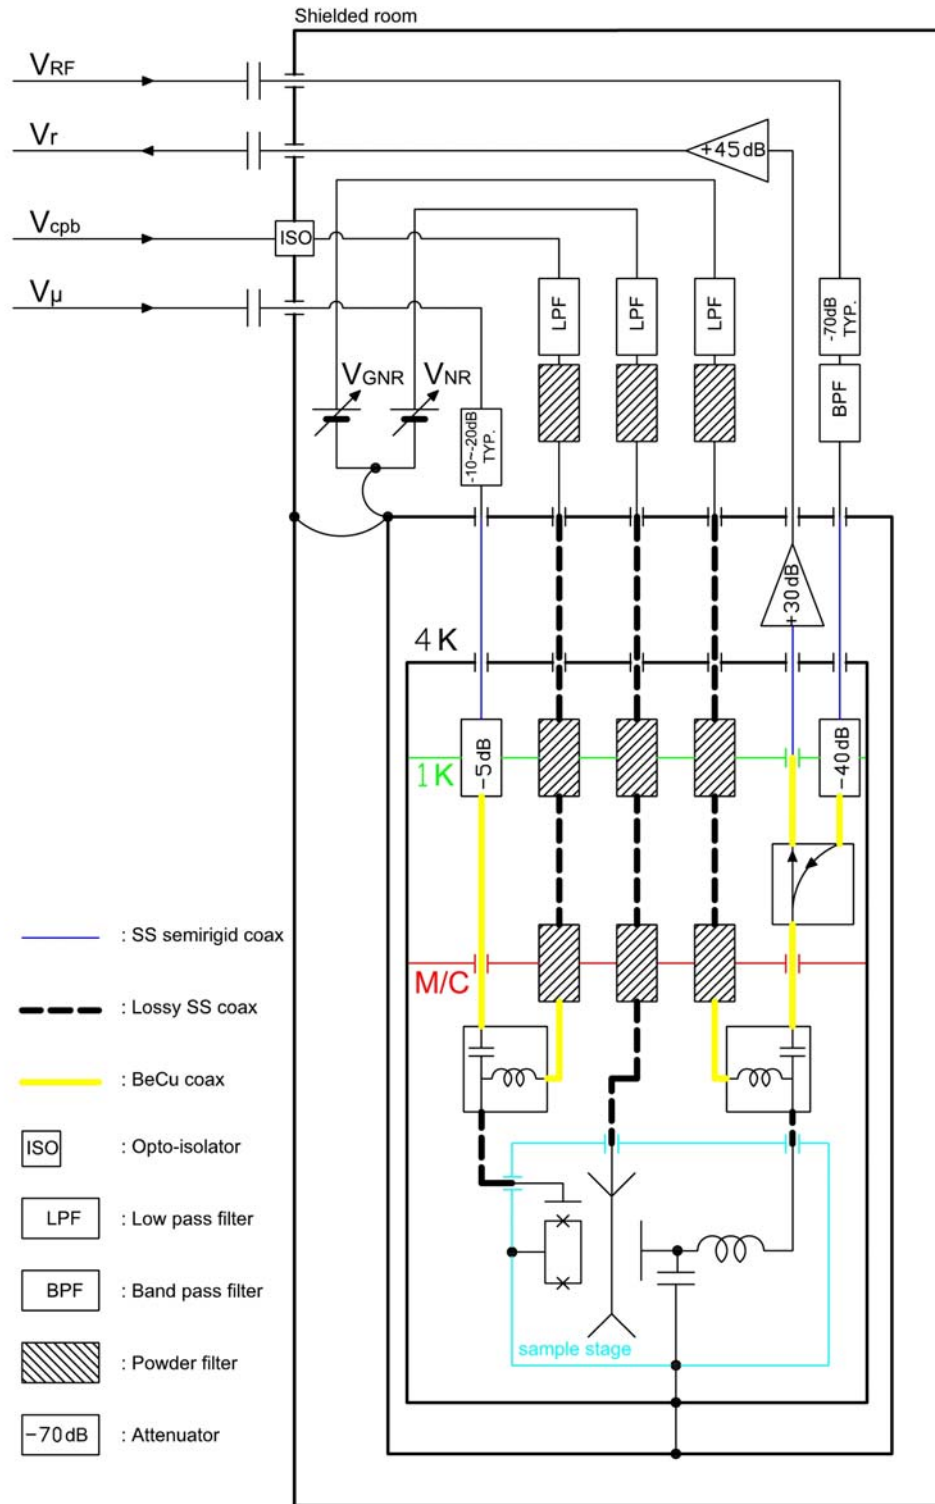 Shielded room
VRF
Vr
+45dB
Vcpb
ISO
Vμ
LPF
LPF
LPF
-70dB
TYP.
VGNR
VNR
BPF
-10~-20dB
TYP.
+30dB
4K
-5dB
1K
-40dB
: SS semirigid coax
M/C
: Lossy SS coax
: BeCu coax
ISO
: Opto-isolator
LPF
: Low pass filter
BPF
: Band pass filter
sample stage
: Powder filter
-70dB
: Attenuator